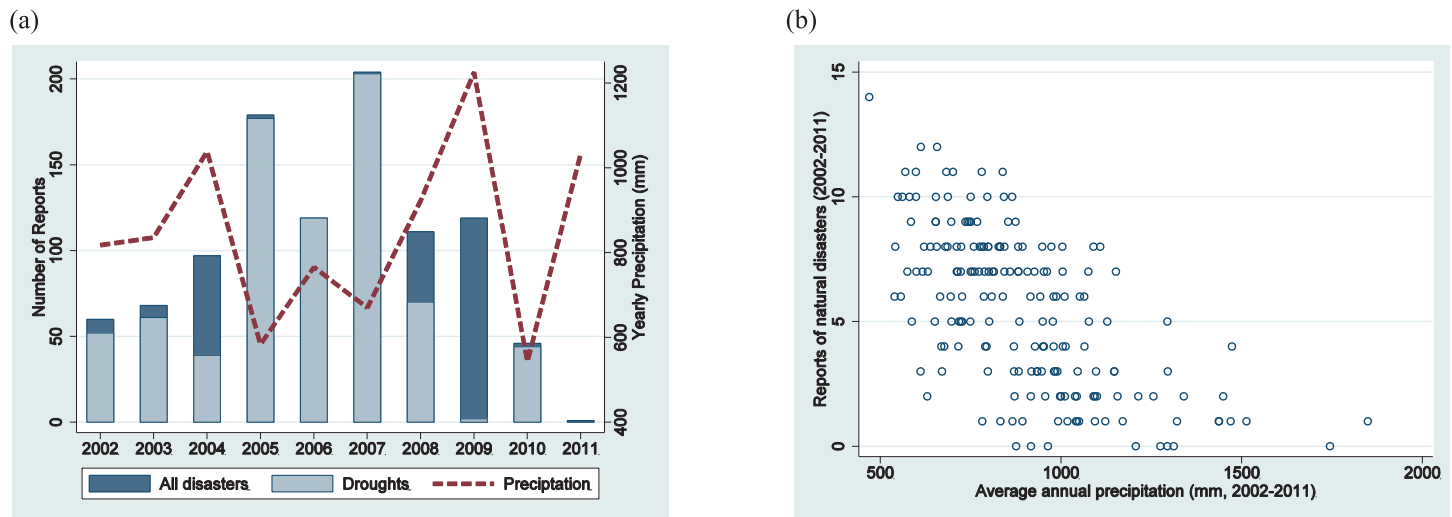 (a)
(b)
Number of Reports
0
50
100
150
200
Yearly Precipitation (mm)
400
600
800
1000
1200
2002 2003 2004 2005 2006 2007 2008 2009 2010 2011
All disasters Droughts Preciptation
Reports of natural disasters (2002-2011)
0
5
10
15
500 1000 1500 2000
Average annual precipitation (mm, 2002-2011)